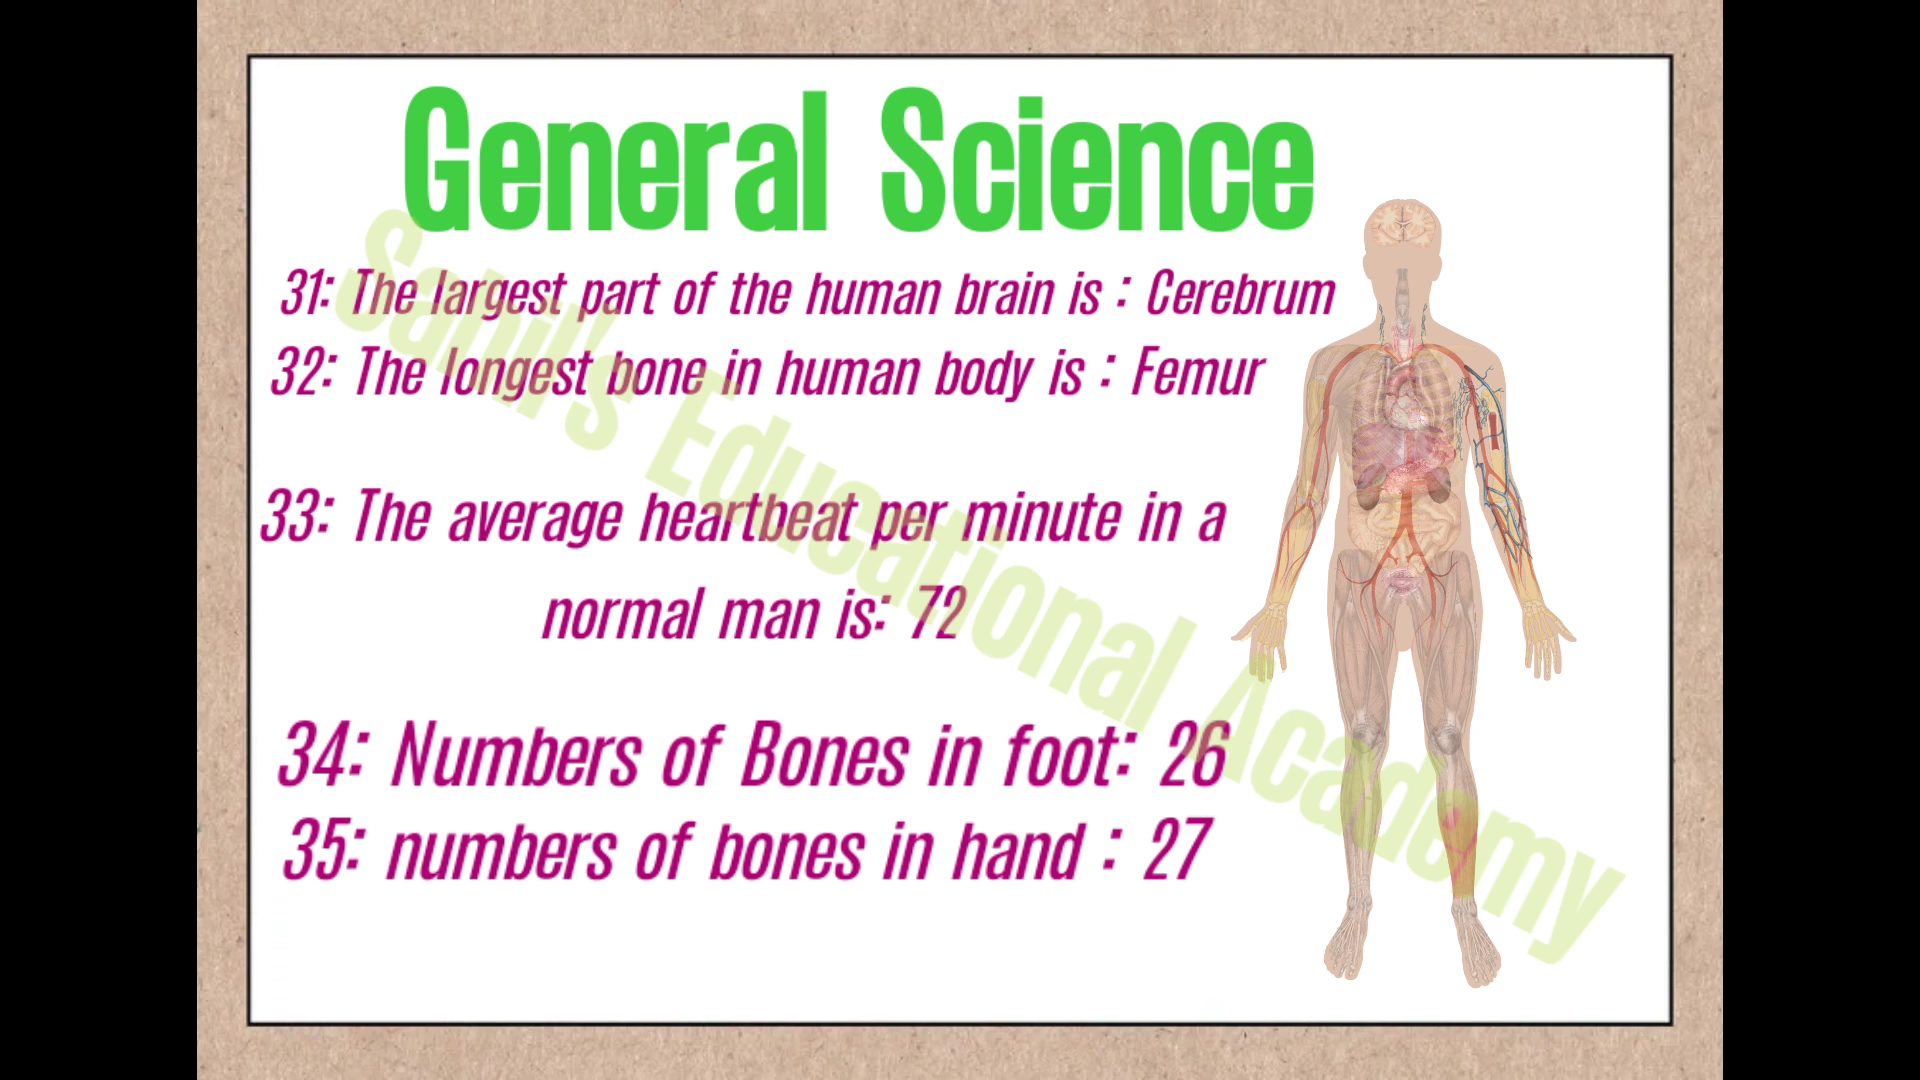 General Science
31: The largest part of the human brain is : Cerebrum
32: The longest bone in human body is : Femur
33: The average heartbeat per minute in a
normal man is: 72
34: Numbers of Bones in foot: 26
35: numbers of bones in hand : 27
Sahil's Educational Academy